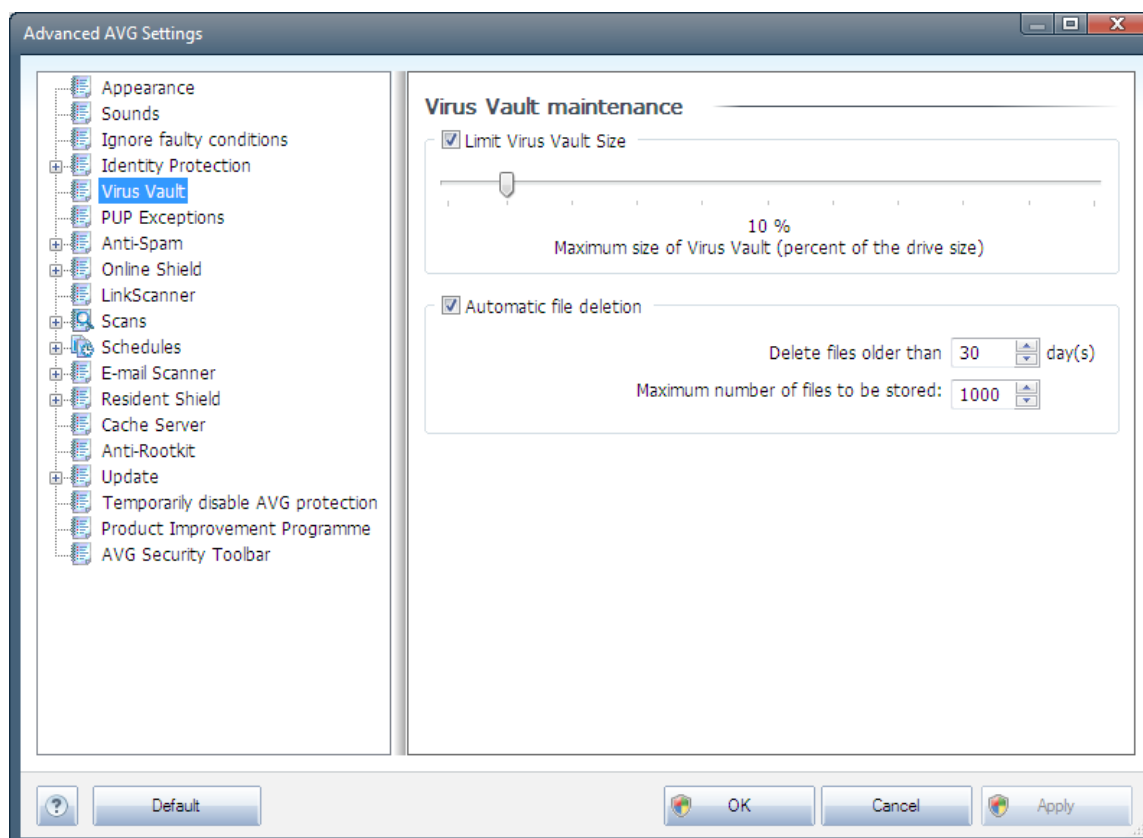 Advanced AVG Settings
Appearance
Sounds
Ignore faulty conditions
Identity Protection
Virus Vault
PUP Exceptions
Anti-Spam
Online Shield
LinkScanner
Scans
Schedules
E-mail Scanner
Resident Shield
Cache Server
Anti-Rootkit
Update
Temporarily disable AVG protection
Product Improvement Programme
AVG Security Toolbar
Virus Vault maintenance
Limit Virus Vault Size
10 %
Maximum size of Virus Vault (percent of the drive size)
Automatic file deletion
Delete files older than 30 day(s)
Maximum number of files to be stored: 1000
? Default OK Cancel Apply